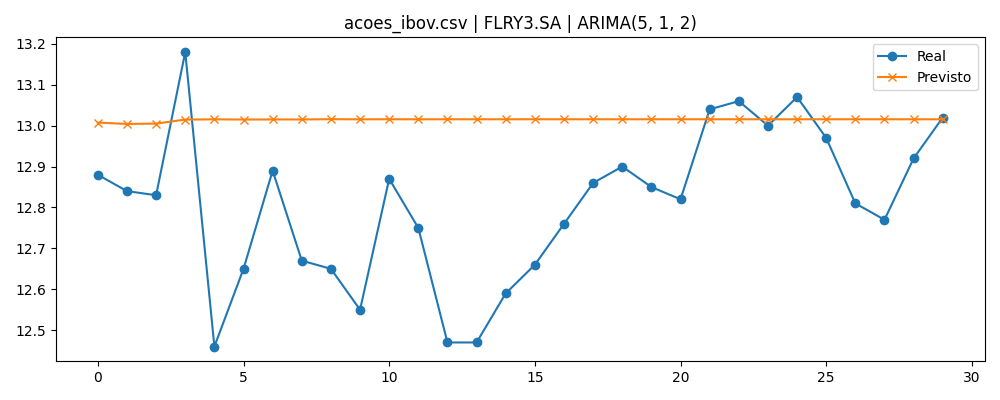 acoes_ibov.csv | FLRY3.SA | ARIMA(5, 1, 2)
Real
Previsto
13.2
13.1
13.0
12.9
12.8
12.7
12.6
12.5
0 5 10 15 20 25 30